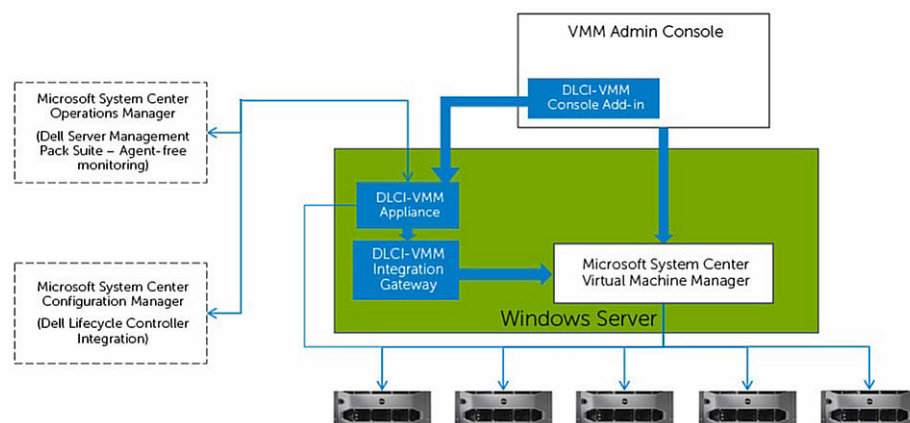 VMM Admin Console
DLCI-VMM
Console Add-in
Microsoft System Center
Operations Manager
(Dell Server Management
Pack Suite – Agent-free
monitoring)
DLCI-VMM
Appliance
DLCI-VMM
Integration
Gateway
Microsoft System Center
Virtual Machine Manager
Microsoft System Center
Configuration Manager
(Dell Lifecycle Controller
Integration)
Windows Server